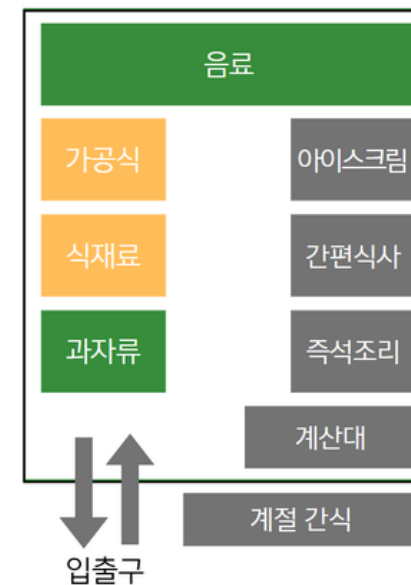 음료
가공식
아이스크림
식재료
간편식사
과자류
즉석조리
계산대
계절 간식
입출구